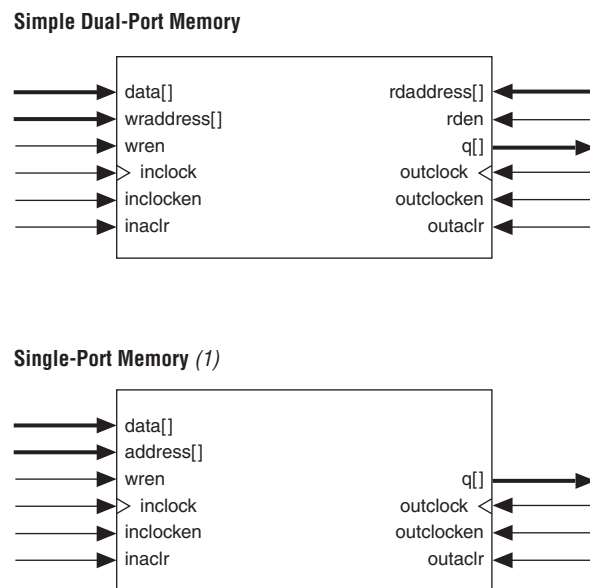 Simple Dual-Port Memory
data[] rdaddress[]
wraddress[] rden
wren q[]
inclock outclock
inclocken outclocken
inaclr outaclr
Single-Port Memory (1)
data[]
address[]
wren q[]
inclock outclock
inclocken outclocken
inaclr outaclr